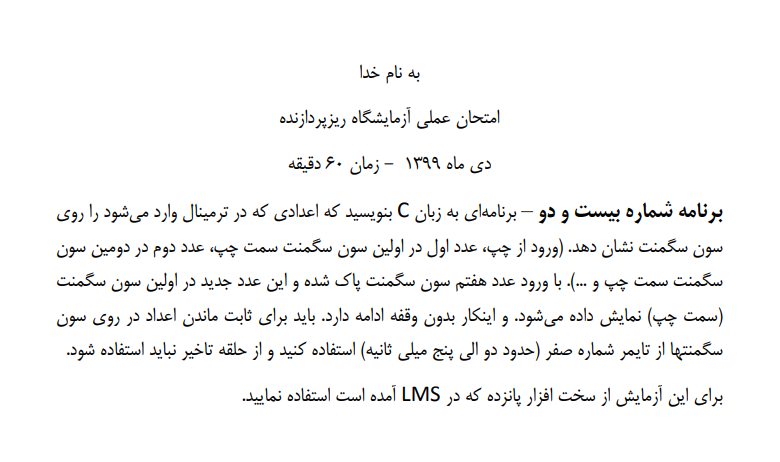 به نام خدا
امتحان عملی آزمایشگاه ریزپردازنده
دی ماه ۱۳۹۹ – زمان ۶۰ دقیقه
برنامه شماره بیست و دو – برنامه‌ای به زبان C بنویسید که اعدادی که در ترمینال وارد می‌شود را روی
سون سگمنت نشان دهد. (ورود از چپ، عدد اول در اولین سون سگمنت سمت چپ، عدد دوم در دومین سون
سگمنت سمت چپ و ...). با ورود عدد هفتم سون سگمنت پاک شده و این عدد جدید در اولین سون سگمنت
(سمت چپ) نمایش داده می‌شود. و اینکار بدون وقفه ادامه دارد. باید برای ثابت ماندن اعداد در روی سون
سگمنتها از تایمر شماره صفر (حدود دو الی پنج میلی ثانیه) استفاده کنید و از حلقه تاخیر نباید استفاده شود.
برای این آزمایش از سخت افزار پانزده که در LMS آمده است استفاده نمایید.